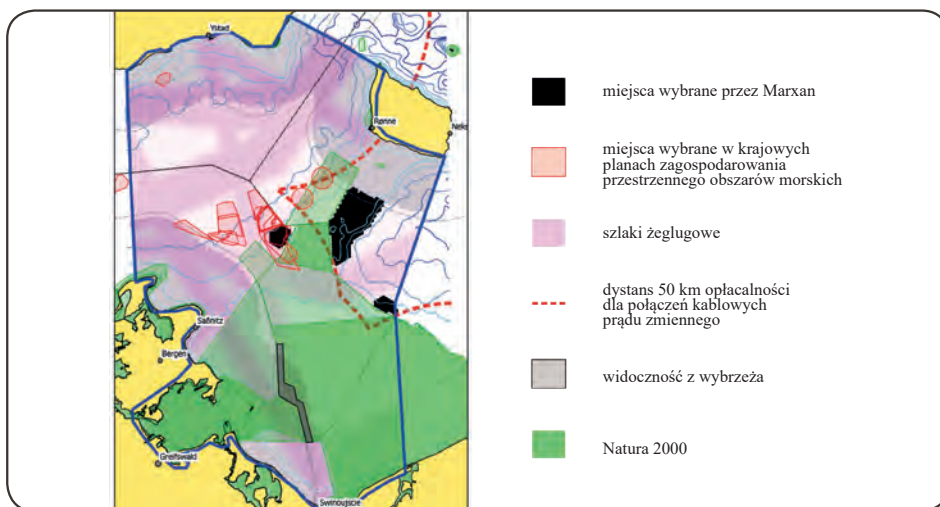 Ystad
Rønne
Neks
Saßnitz
Bergen
Greifswald
Swinoujscie
miejsca wybrane przez Marxan
miejsca wybrane w krajowych
planach zagospodarowania
przestrzennego obszarów morskich
szlaki żeglugowe
dystans 50 km opłacalności
dla połączeń kablowych
prądu zmiennego
widoczność z wybrzeża
Natura 2000